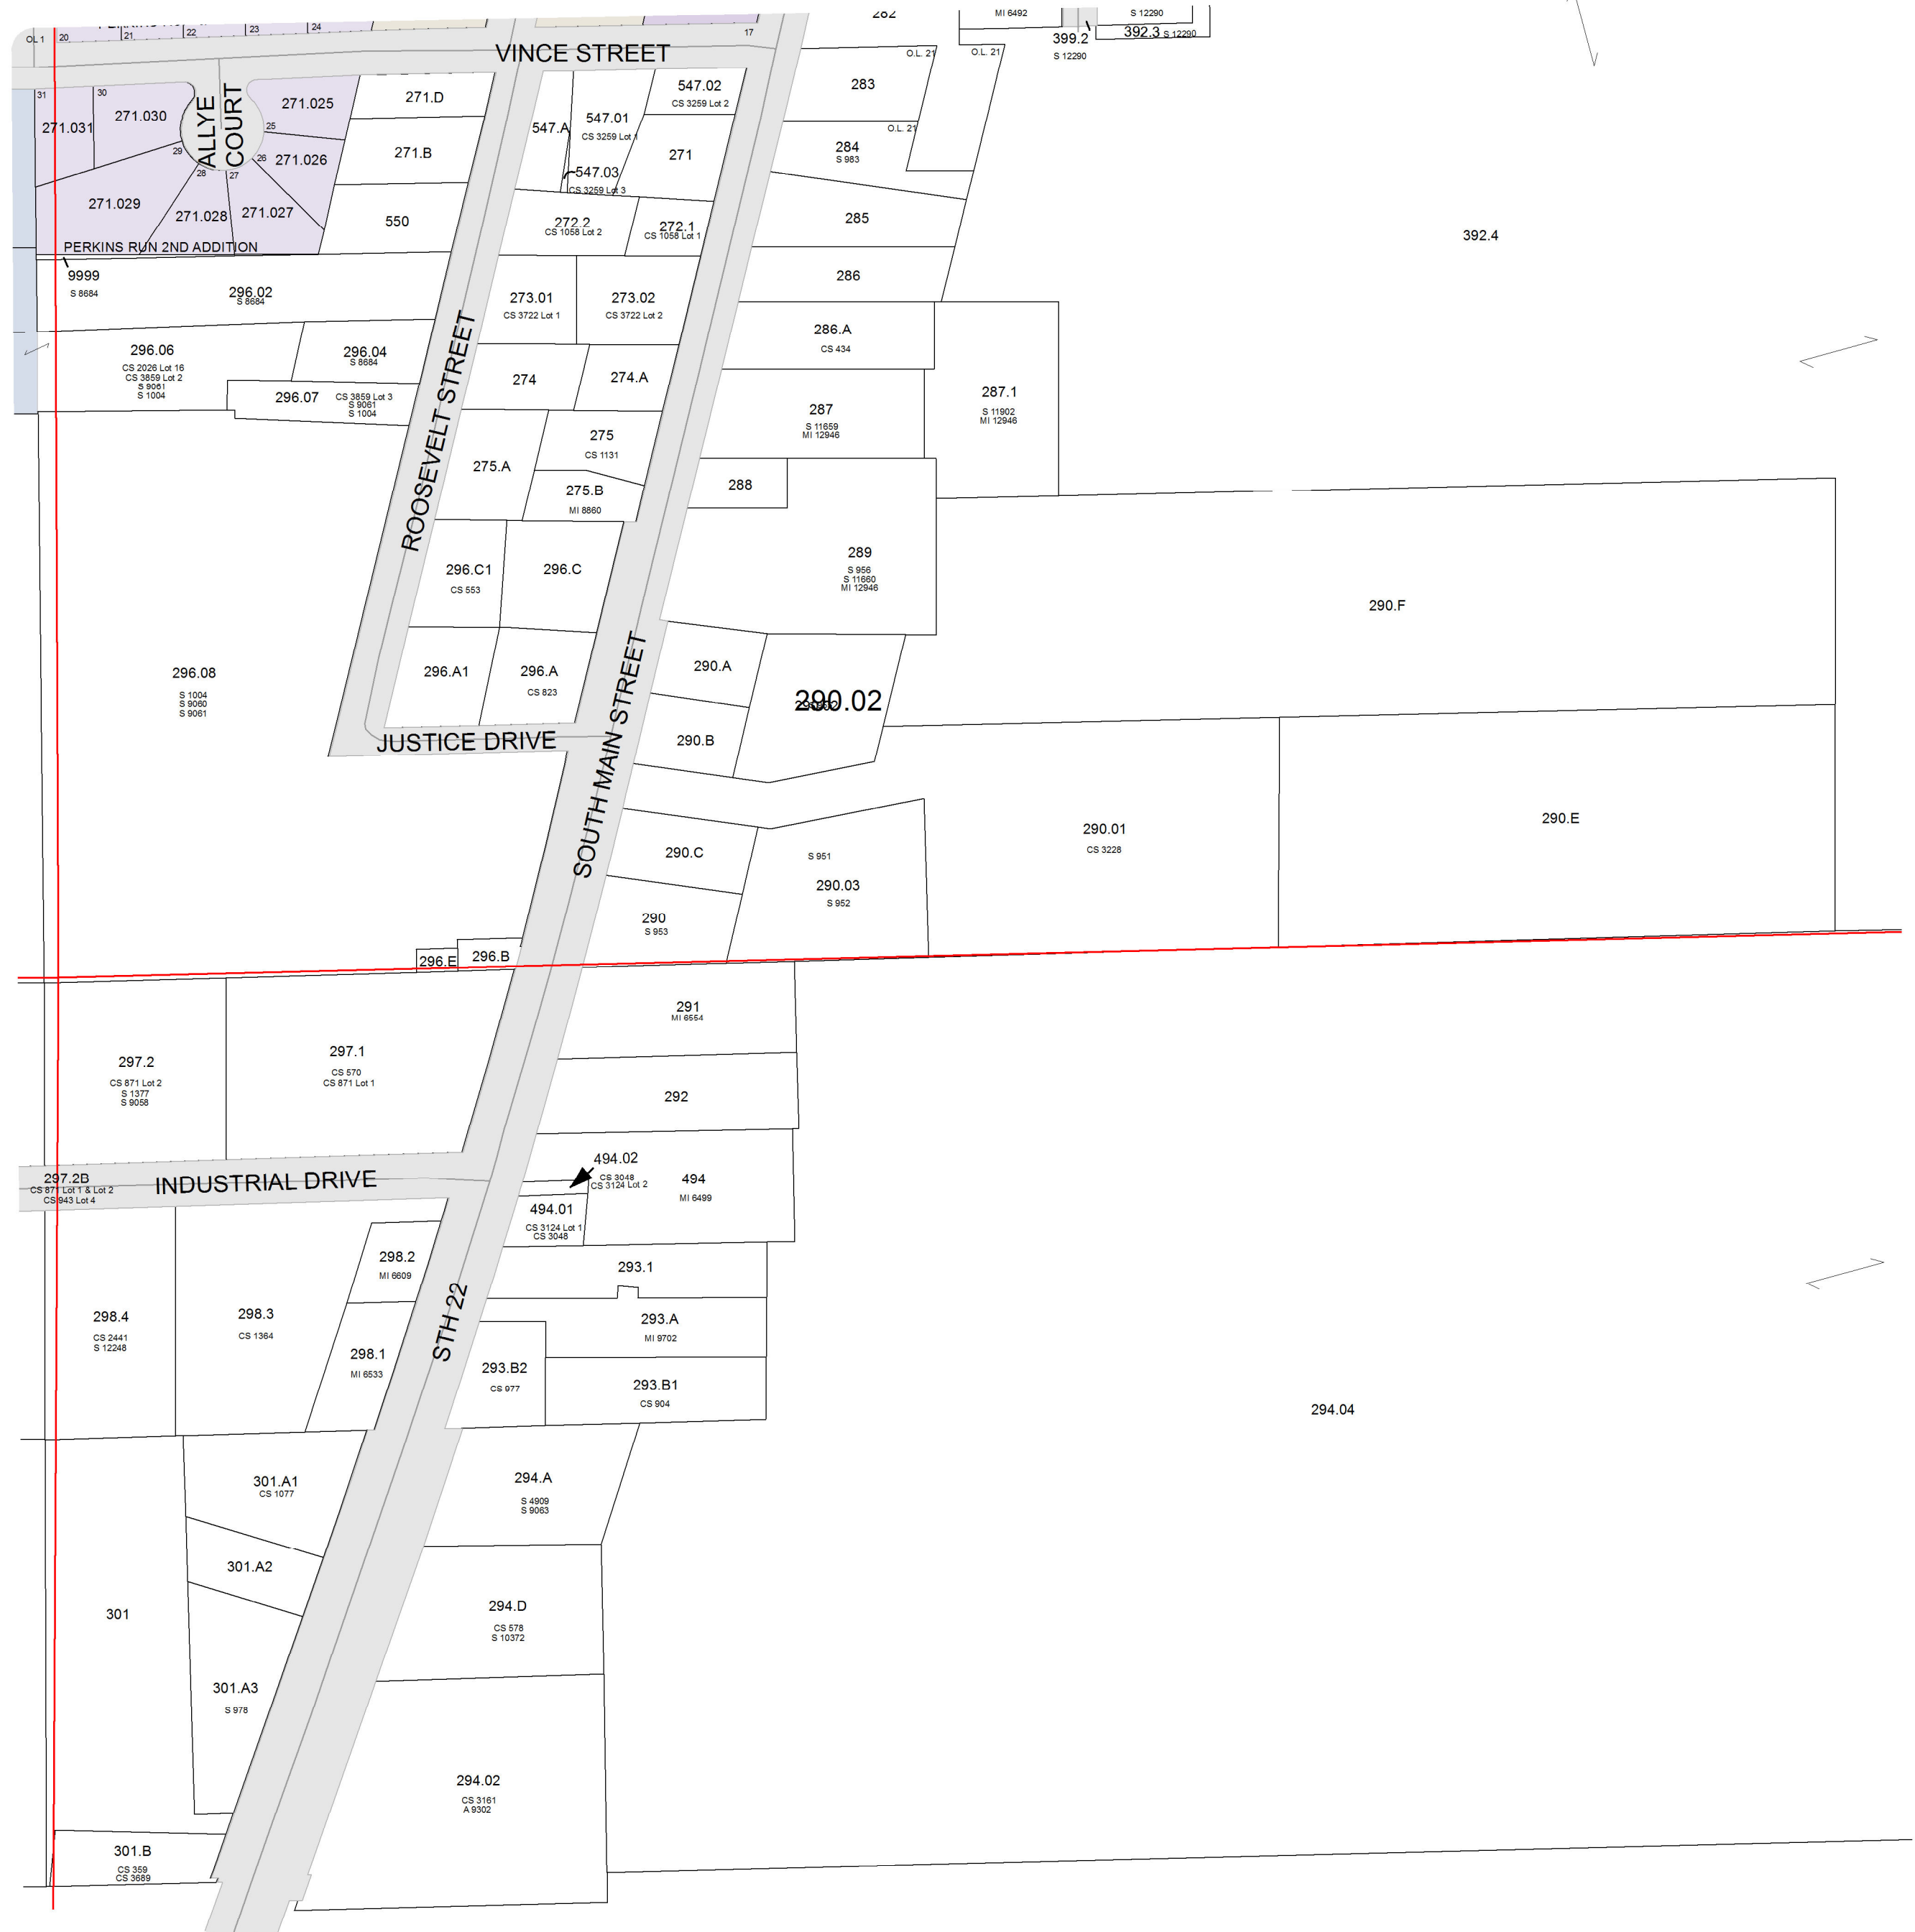 282
MI 6492
S 12290
392.3 S 12290
399.2
S 12290
OL 1
20
21
22
23
24
17
VINCE STREET
O.L. 21
O.L. 21
283
31
271.031
30
271.030
ALLYE
COURT
271.025
25
29
28
27
26
271.026
271.029
271.028
271.027
PERKINS RUN 2ND ADDITION
271.D
271.B
550
547.A
547.01
CS 3259 Lot 1
547.02
CS 3259 Lot 2
547.03
CS 3259 Lot 3
271
O.L. 21
284
S 983
272.2
CS 1058 Lot 2
272.1
CS 1058 Lot 1
285
392.4
9999
S 8684
296.02
S 8684
286
273.01
CS 3722 Lot 1
273.02
CS 3722 Lot 2
286.A
CS 434
296.06
CS 2026 Lot 16
CS 3859 Lot 2
S 9061
S 1004
296.04
S 8684
296.07
CS 3859 Lot 3
S 9061
S 1004
ROOSEVELT STREET
274
274.A
287
S 11659
MI 12946
287.1
S 11902
MI 12946
275
CS 1131
275.A
275.B
MI 8860
288
289
S 956
S 11660
MI 12946
296.C1
CS 553
296.C
290.F
296.08
S 1004
S 9060
S 9061
296.A1
296.A
CS 823
290.A
290.02
290.B
JUSTICE DRIVE
SOUTH MAIN STREET
290.C
S 951
290.03
S 952
290.01
CS 3228
290.E
290
S 953
296.E
296.B
291
MI 6554
297.2
CS 871 Lot 2
S 1377
S 9058
297.1
CS 570
CS 871 Lot 1
292
297.2B
CS 871 Lot 1 & Lot 2
CS 943 Lot 4
INDUSTRIAL DRIVE
494.02
CS 3048
CS 3124 Lot 2
494
MI 6499
494.01
CS 3124 Lot 1
CS 3048
298.2
MI 6609
293.1
STH 22
298.4
CS 2441
S 12248
298.3
CS 1364
293.A
MI 9702
298.1
MI 6533
293.B2
CS 977
293.B1
CS 904
294.04
301.A1
CS 1077
294.A
S 4909
S 9063
301.A2
301
294.D
CS 578
S 10372
301.A3
S 978
294.02
CS 3161
A 9302
301.B
CS 359
CS 3689